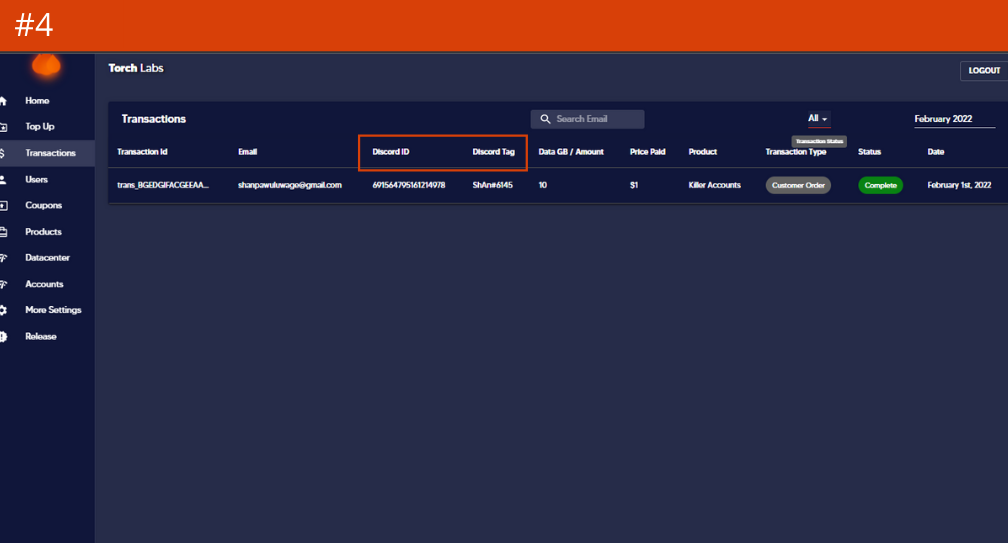 #4
Torch Labs
LOGOUT
Home
Top Up
Transactions
Users
Coupons
Products
Datacenter
Accounts
More Settings
Release
Transactions
Search Email
All
February 2022
Transaction Status
Transaction Id Email Discord ID Discord Tag Data GB / Amount Price Paid Product Transaction Type Status Date
trans_BGEDGIFACGEEAA... shanpawuluwage@gmail.com 691564795161214978 ShAn#6145 10 $1 Killer Accounts Customer Order Complete February 1st, 2022